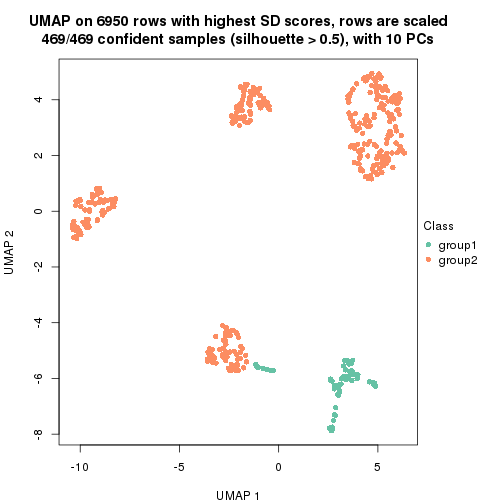 UMAP on 6950 rows with highest SD scores, rows are scaled
469/469 confident samples (silhouette > 0.5), with 10 PCs
4
2
0
-2
-4
-6
-8
UMAP 2
-10
-5
0
5
UMAP 1
Class
group1
group2